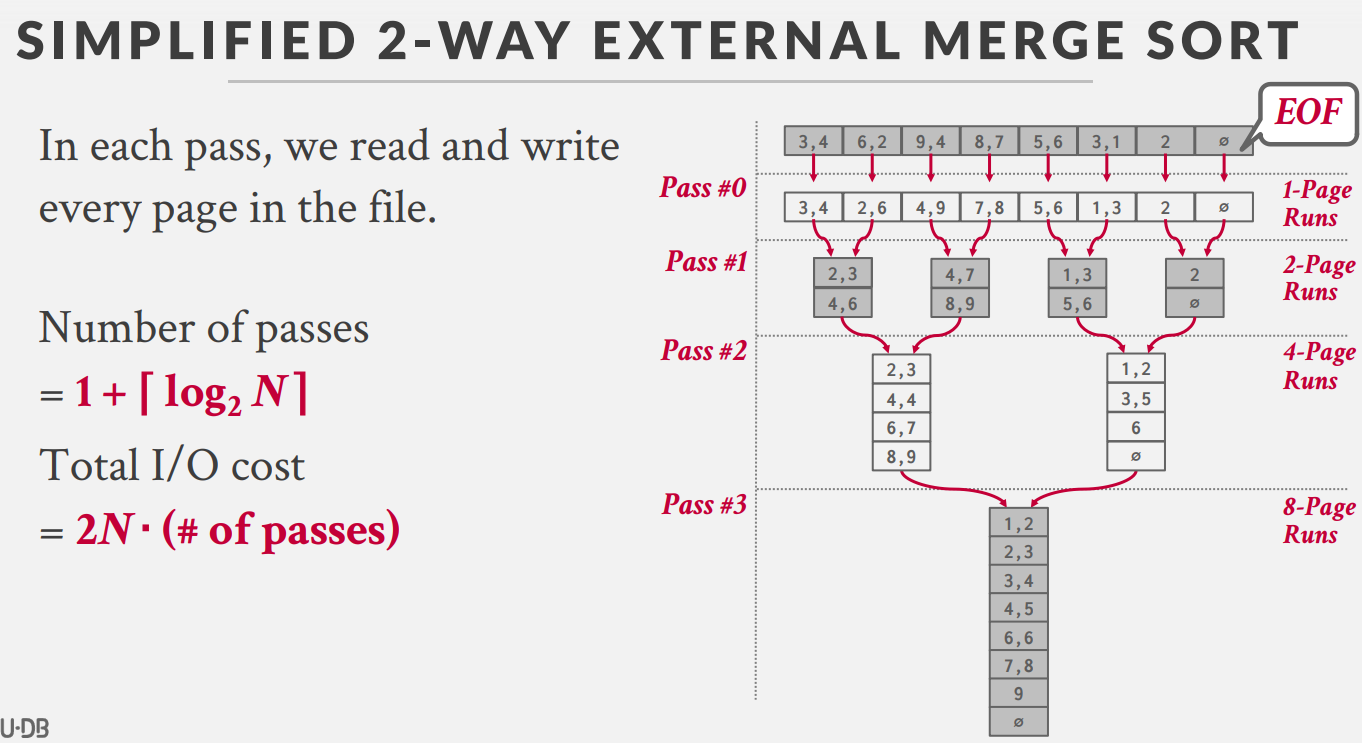 SIMPLIFIED 2-WAY EXTERNAL MERGE SORT
In each pass, we read and write
every page in the file.
Number of passes
= 1 + ⌈ log₂ N ⌉
Total I/O cost
= 2N · (# of passes)
EOF
3,4 6,2 9,4 8,7 5,6 3,1 2 ∅
Pass #0
1-Page
Runs
3,4 2,6 4,9 7,8 5,6 1,3 2 ∅
Pass #1
2-Page
Runs
2,3 4,7 1,3 2
4,6 8,9 5,6 ∅
Pass #2
4-Page
Runs
2,3 1,2
4,4 3,5
6,7 6
8,9 ∅
Pass #3
8-Page
Runs
1,2
2,3
3,4
4,5
6,6
7,8
9
∅
U·DB